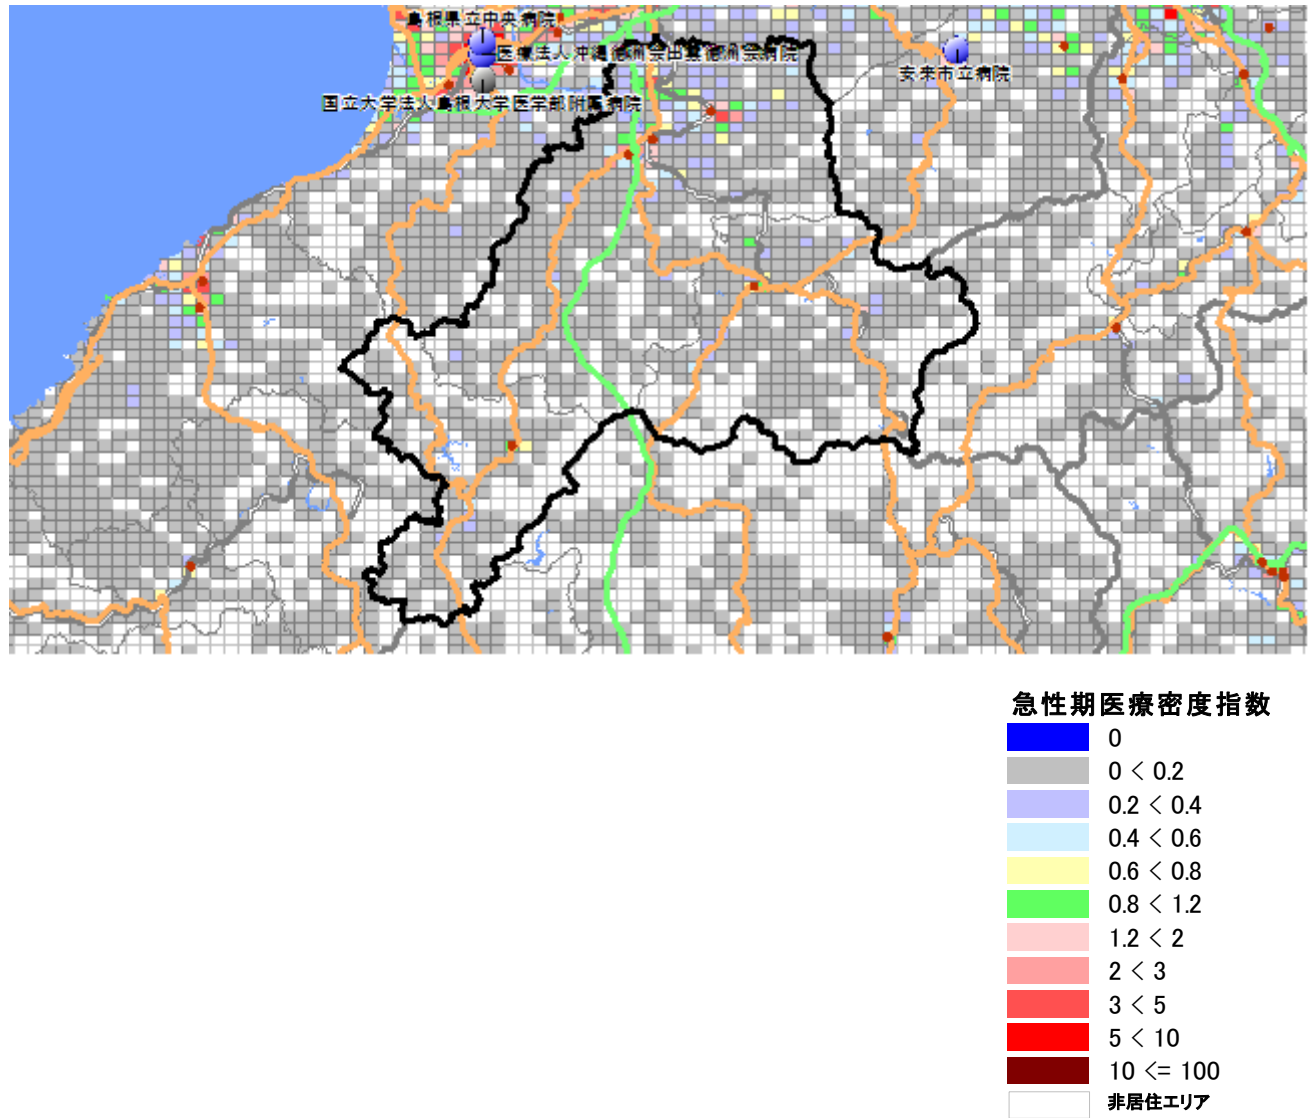 島根県立中央病院
医療法人沖縄徳洲会出雲徳洲会病院
安来市立病院
国立大学法人島根大学医学部附属病院
急性期医療密度指数
0
0 < 0.2
0.2 < 0.4
0.4 < 0.6
0.6 < 0.8
0.8 < 1.2
1.2 < 2
2 < 3
3 < 5
5 < 10
10 <= 100
非居住エリア